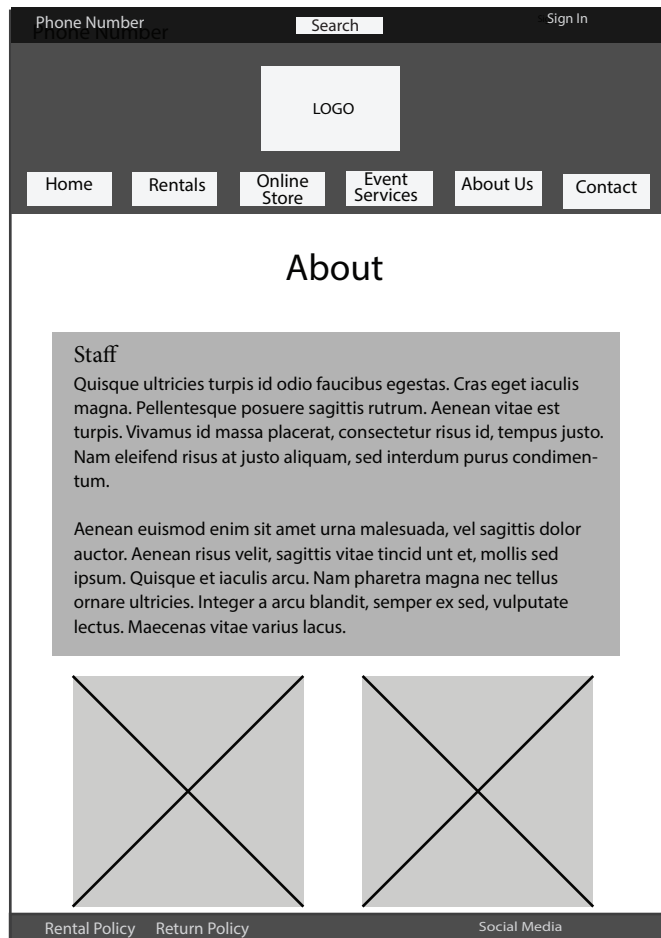 Phone Number Search Sign In
Phone Number
LOGO
Home Rentals Online Store Event Services About Us Contact
About
Staff
Quisque ultricies turpis id odio faucibus egestas. Cras eget iaculis
magna. Pellentesque posuere sagittis rutrum. Aenean vitae est
turpis. Vivamus id massa placerat, consectetur risus id, tempus justo.
Nam eleifend risus at justo aliquam, sed interdum purus condimen-
tum.
Aenean euismod enim sit amet urna malesuada, vel sagittis dolor
auctor. Aenean risus velit, sagittis vitae tincid unt et, mollis sed
ipsum. Quisque et iaculis arcu. Nam pharetra magna nec tellus
ornare ultricies. Integer a arcu blandit, semper ex sed, vulputate
lectus. Maecenas vitae varius lacus.
Rental Policy Return Policy Social Media